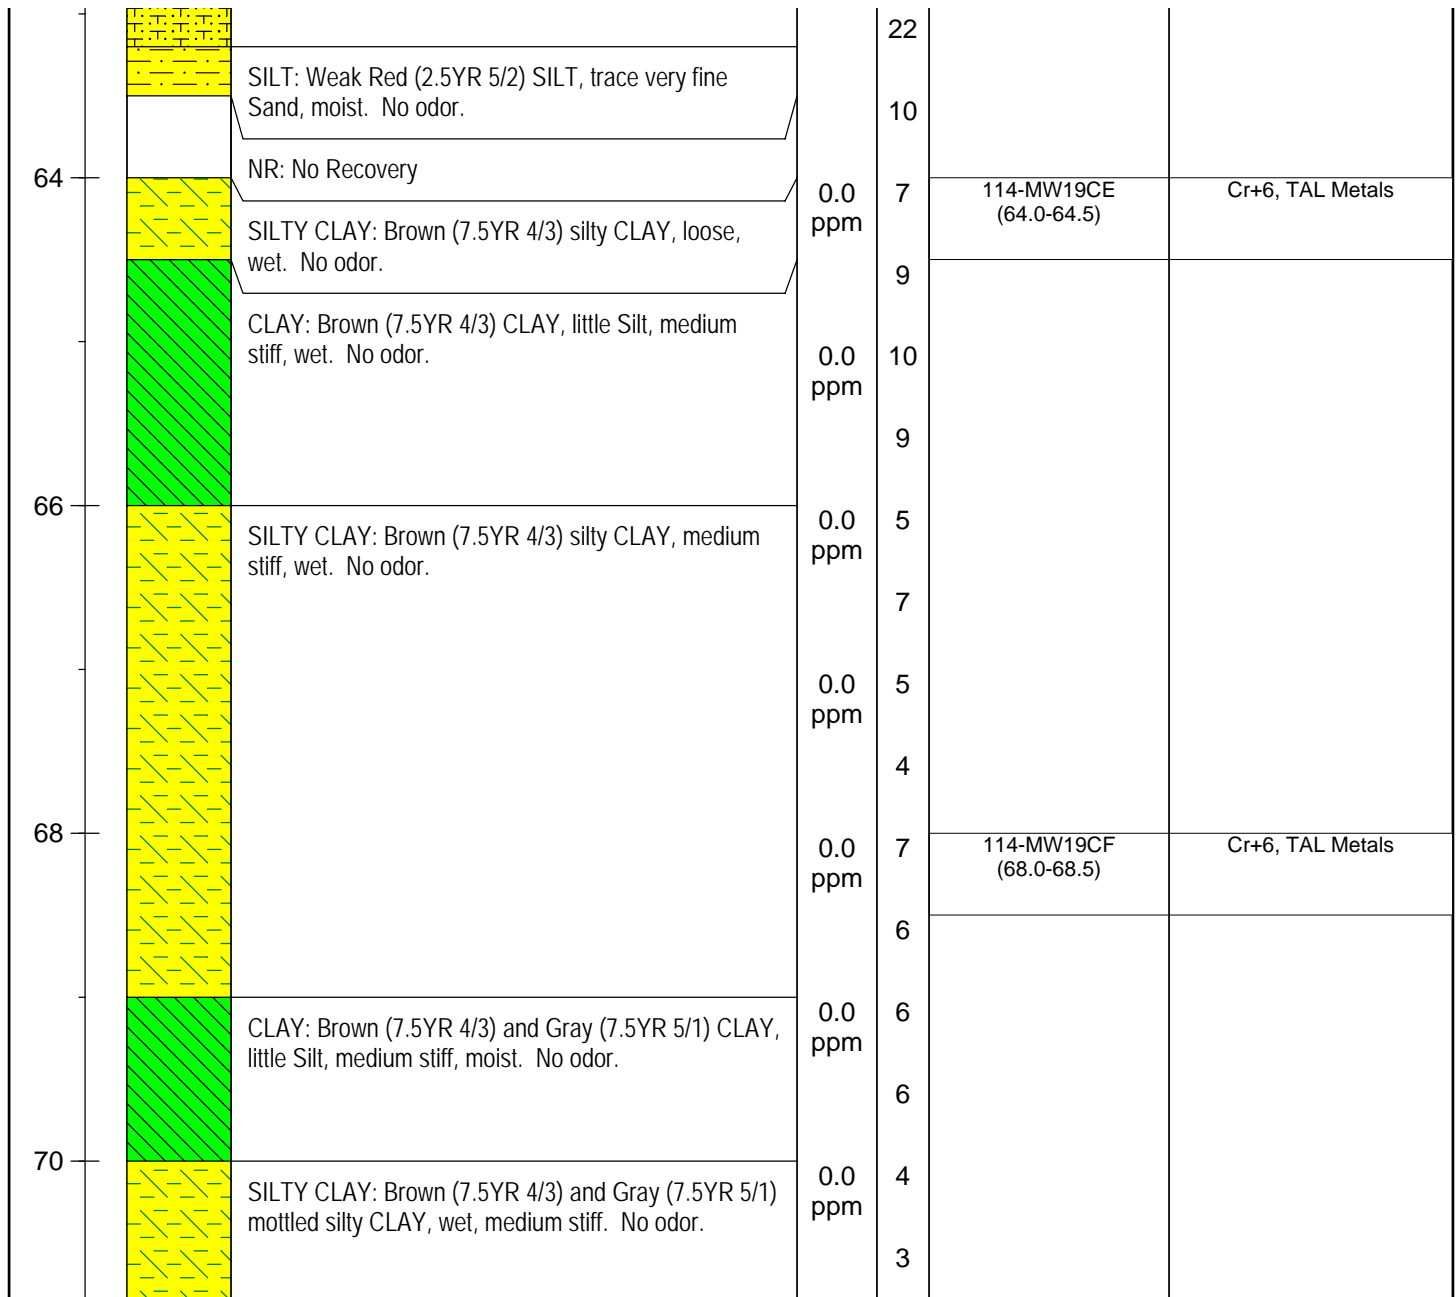 22
SILT: Weak Red (2.5YR 5/2) SILT, trace very fine
Sand, moist. No odor.
10
NR: No Recovery
64
0.0
ppm
7
114-MW19CE
(64.0-64.5)
Cr+6, TAL Metals
SILTY CLAY: Brown (7.5YR 4/3) silty CLAY, loose,
wet. No odor.
9
CLAY: Brown (7.5YR 4/3) CLAY, little Silt, medium
stiff, wet. No odor.
0.0
ppm
10
9
66
SILTY CLAY: Brown (7.5YR 4/3) silty CLAY, medium
stiff, wet. No odor.
0.0
ppm
5
7
0.0
ppm
5
4
68
0.0
ppm
7
114-MW19CF
(68.0-68.5)
Cr+6, TAL Metals
6
CLAY: Brown (7.5YR 4/3) and Gray (7.5YR 5/1) CLAY,
little Silt, medium stiff, moist. No odor.
0.0
ppm
6
6
70
SILTY CLAY: Brown (7.5YR 4/3) and Gray (7.5YR 5/1)
mottled silty CLAY, wet, medium stiff. No odor.
0.0
ppm
4
3